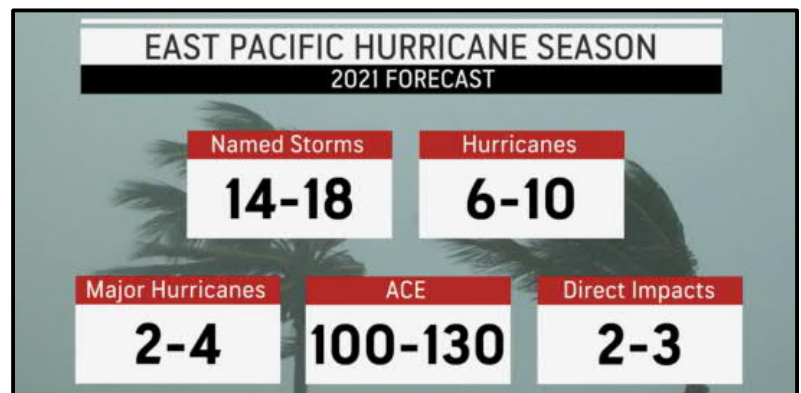 EAST PACIFIC HURRICANE SEASON
2021 FORECAST
Named Storms
14-18
Hurricanes
6-10
Major Hurricanes
2-4
ACE
100-130
Direct Impacts
2-3